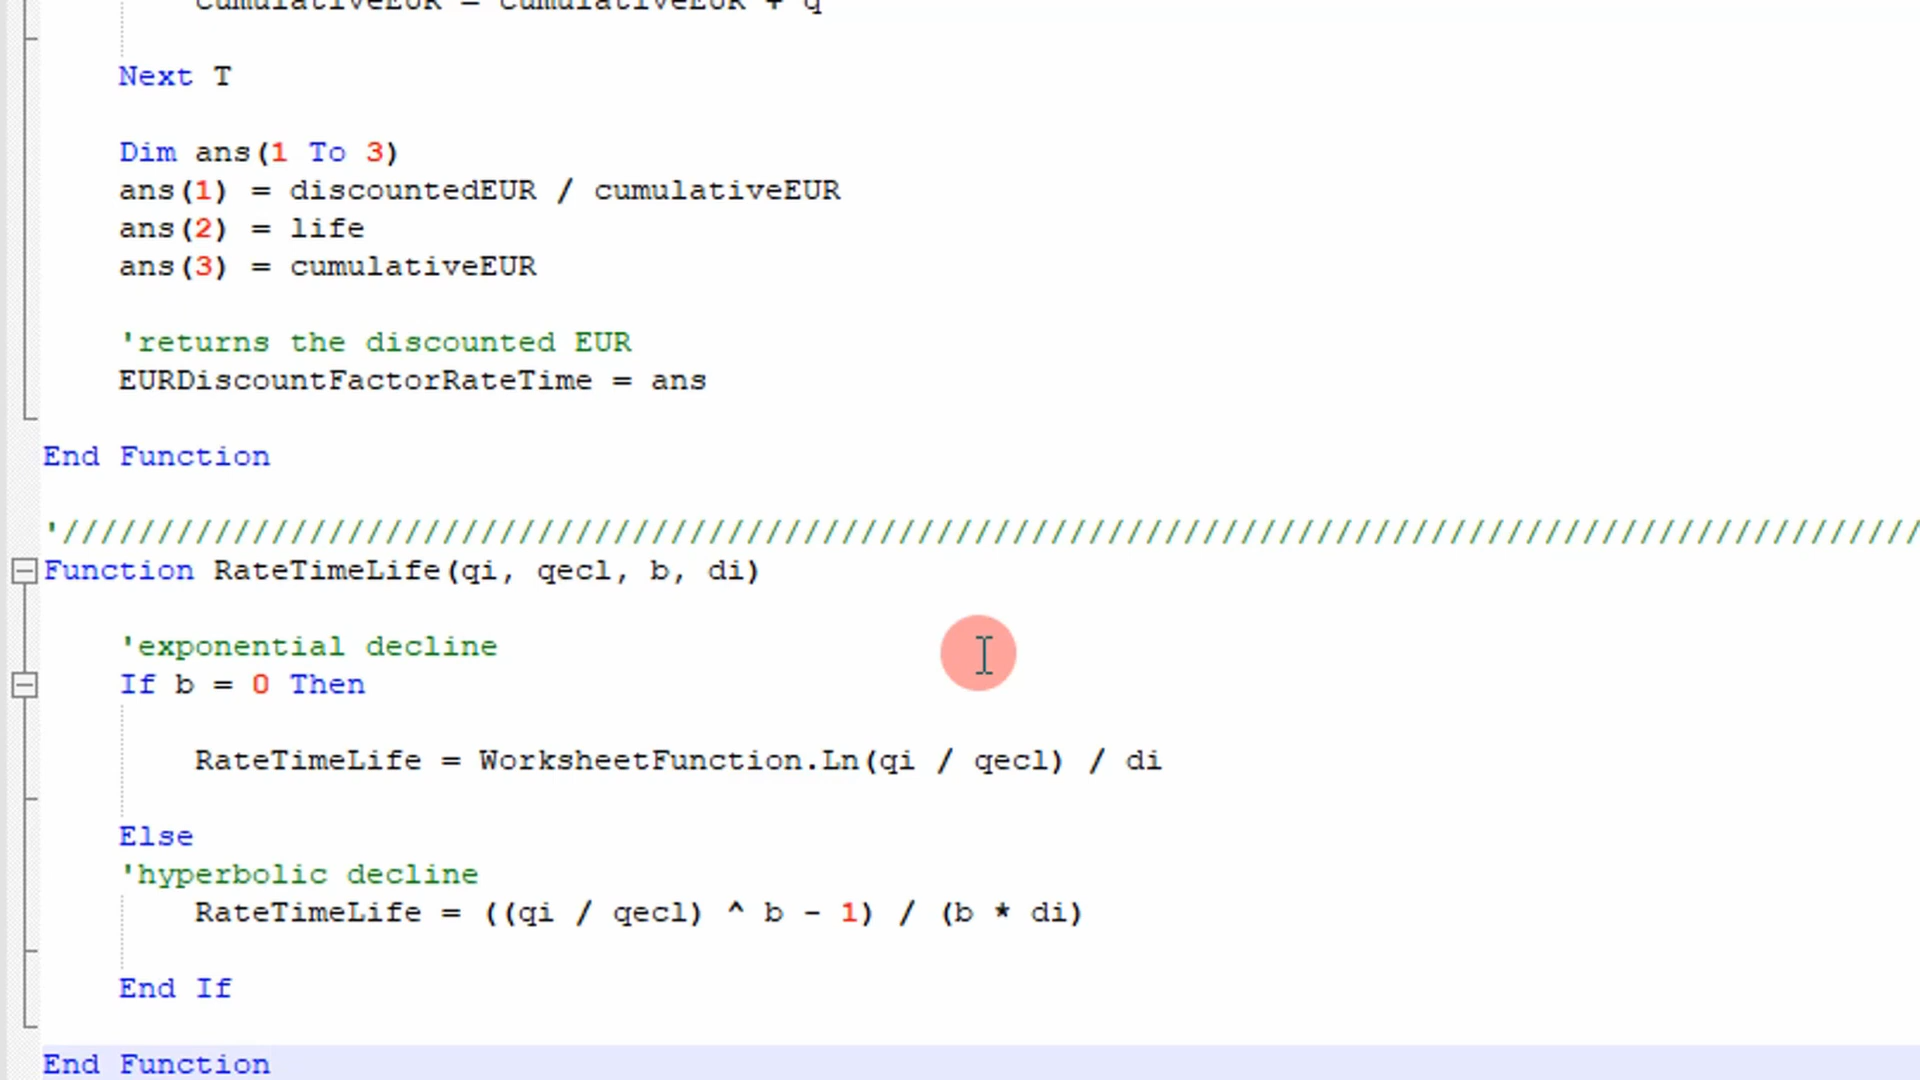 cumulativeEUR = cumulativeEUR + q
Next T
Dim ans(1 To 3)
ans(1) = discountedEUR / cumulativeEUR
ans(2) = life
ans(3) = cumulativeEUR
'returns the discounted EUR
EURDiscountFactorRateTime = ans
End Function
'//////////////////////////////////////////////////////////////////////////////////////////////////
Function RateTimeLife(qi, qecl, b, di)
'exponential decline
If b = 0 Then
RateTimeLife = WorksheetFunction.Ln(qi / qecl) / di
Else
'hyperbolic decline
RateTimeLife = ((qi / qecl) ^ b - 1) / (b * di)
End If
End Function